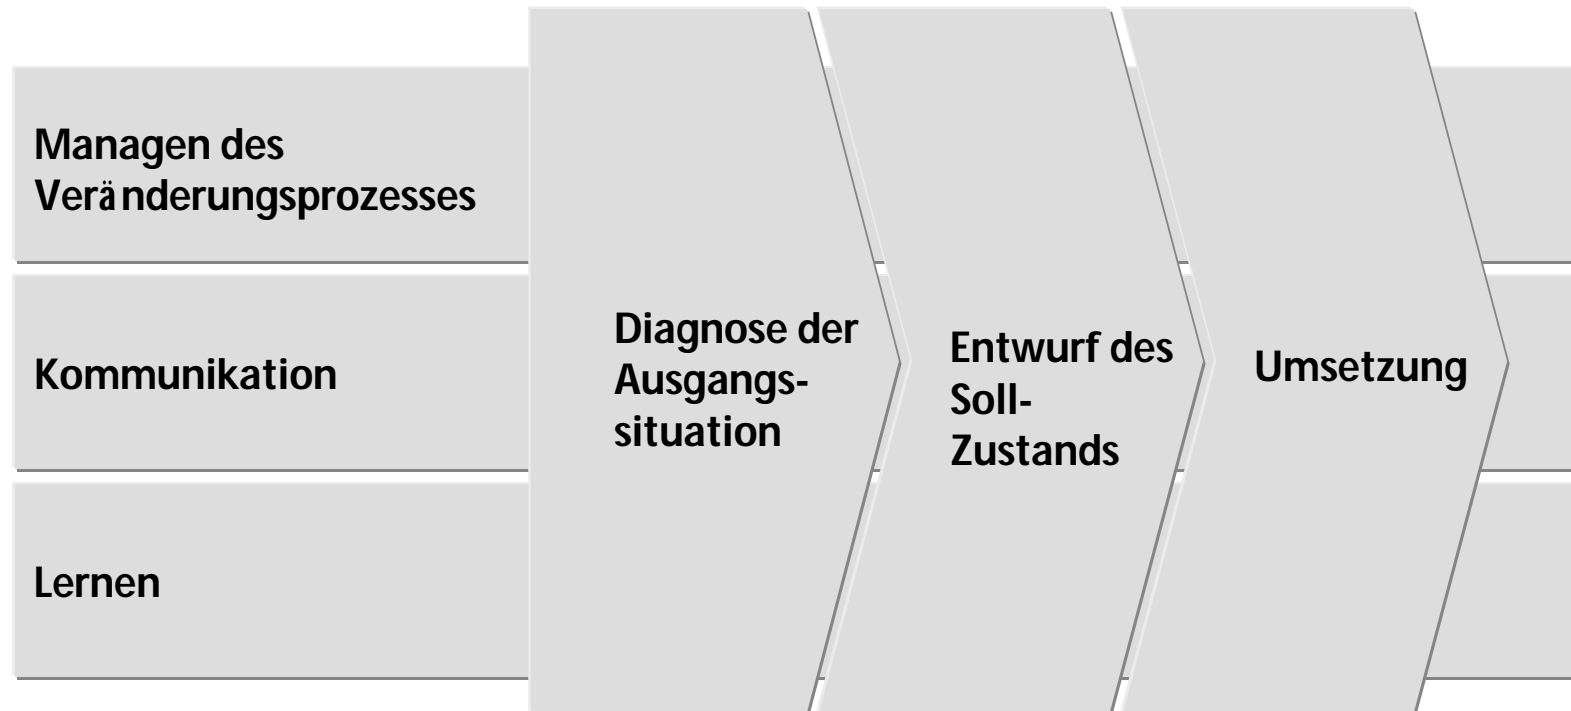 Managen des
Veränderungsprozesses
Kommunikation
Lernen
Diagnose der
Ausgangs-
situation
Entwurf des
Soll-
Zustands
Umsetzung